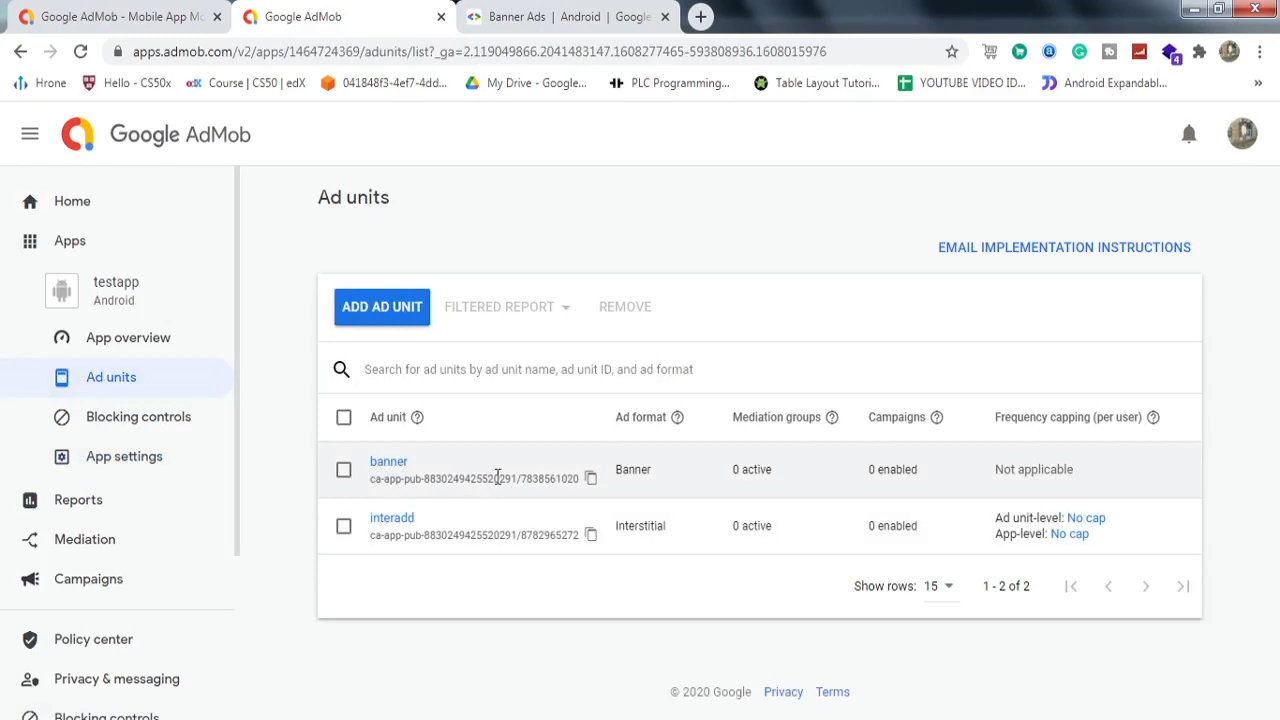 Google AdMob - Mobile App Mo
Google AdMob
Banner Ads | Android | Google
apps.admob.com/v2/apps/1464724369/adunits/list?_ga=2.119049866.2041483147.1608277465-593808936.1608015976
4
Hrone
Hello - CS50x
edX
Course | CS50 | edX
041848f3-4ef7-4dd...
My Drive - Google...
PLC Programming...
Table Layout Tutori...
YOUTUBE VIDEO ID...
Android Expandabl...
»
Google AdMob
Home
Apps
testapp
Android
App overview
Ad units
Blocking controls
App settings
Reports
Mediation
Campaigns
Policy center
Privacy & messaging
Blocking controls
Ad units
EMAIL IMPLEMENTATION INSTRUCTIONS
ADD AD UNIT
FILTERED REPORT
REMOVE
Search for ad units by ad unit name, ad unit ID, and ad format
Ad unit Ad format Mediation groups Campaigns Frequency capping (per user)
banner
ca-app-pub-8830249425520291/7838561020
Banner 0 active 0 enabled Not applicable
interadd
ca-app-pub-8830249425520291/8782965272
Interstitial 0 active 0 enabled
Ad unit-level: No cap
App-level: No cap
Show rows: 15 1 - 2 of 2
© 2020 Google Privacy Terms